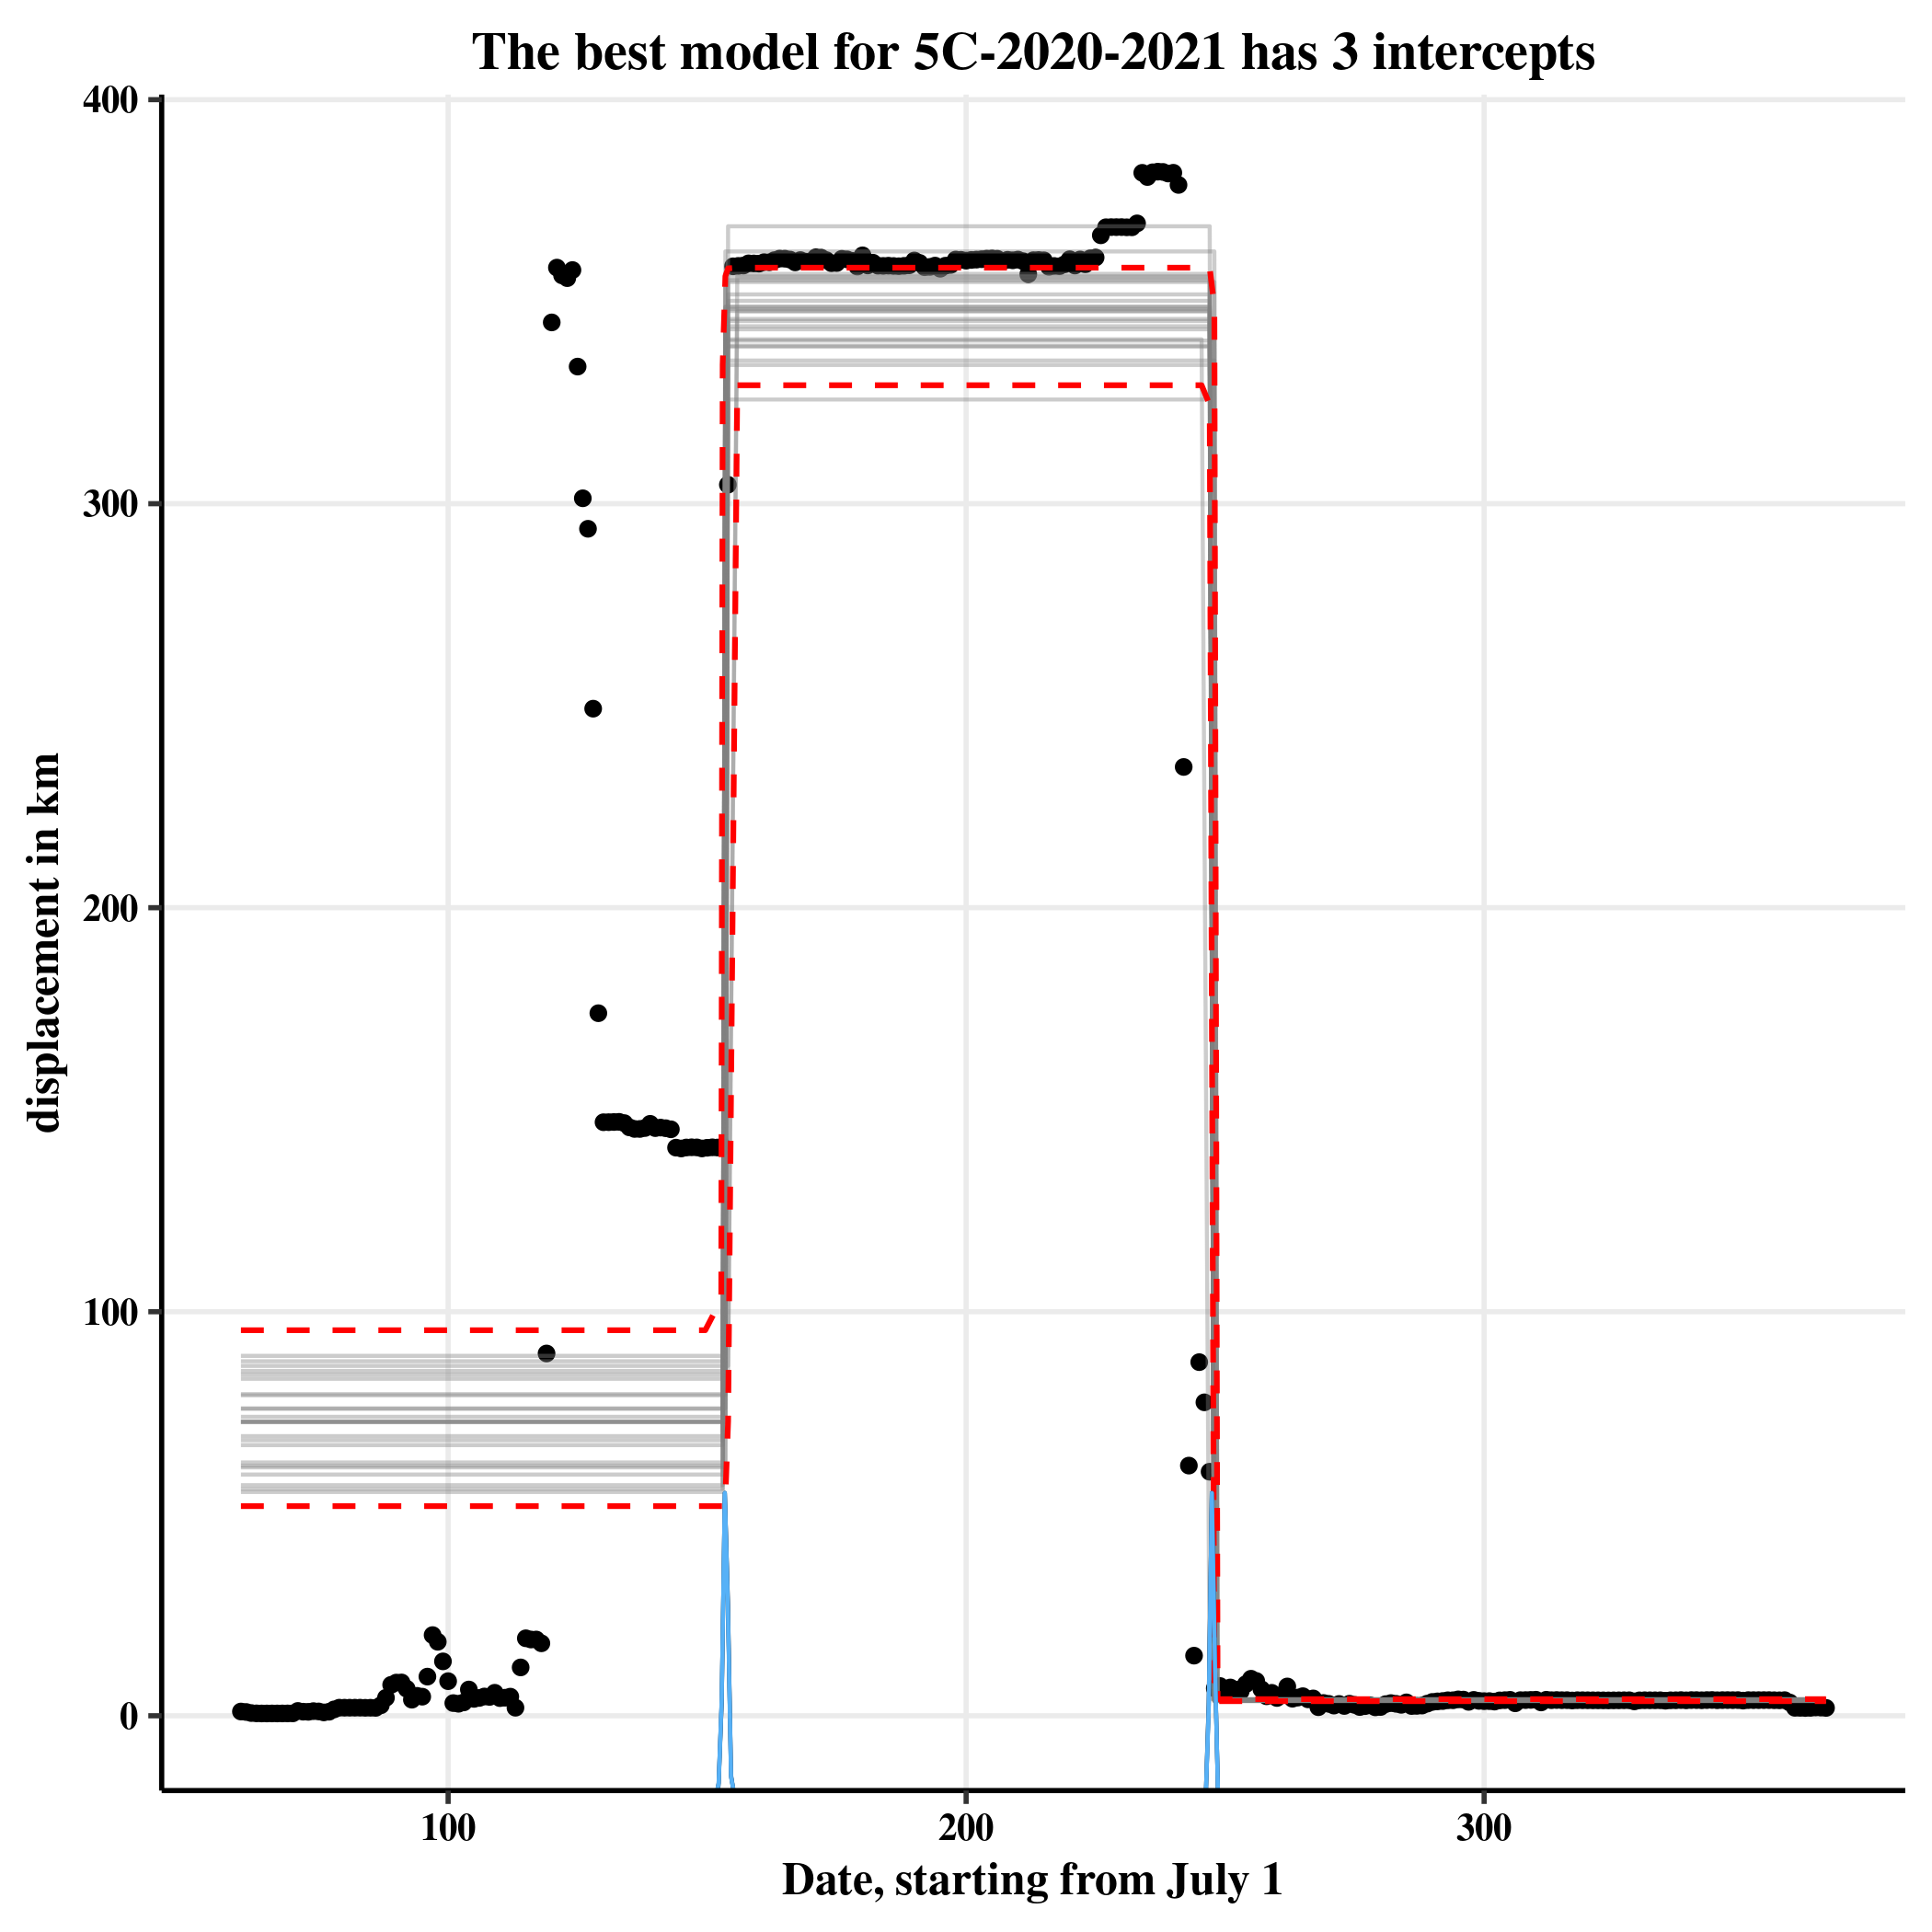 The best model for 5C-2020-2021 has 3 intercepts
400
300
200
100
0
displacement in km
100
200
300
Date, starting from July 1